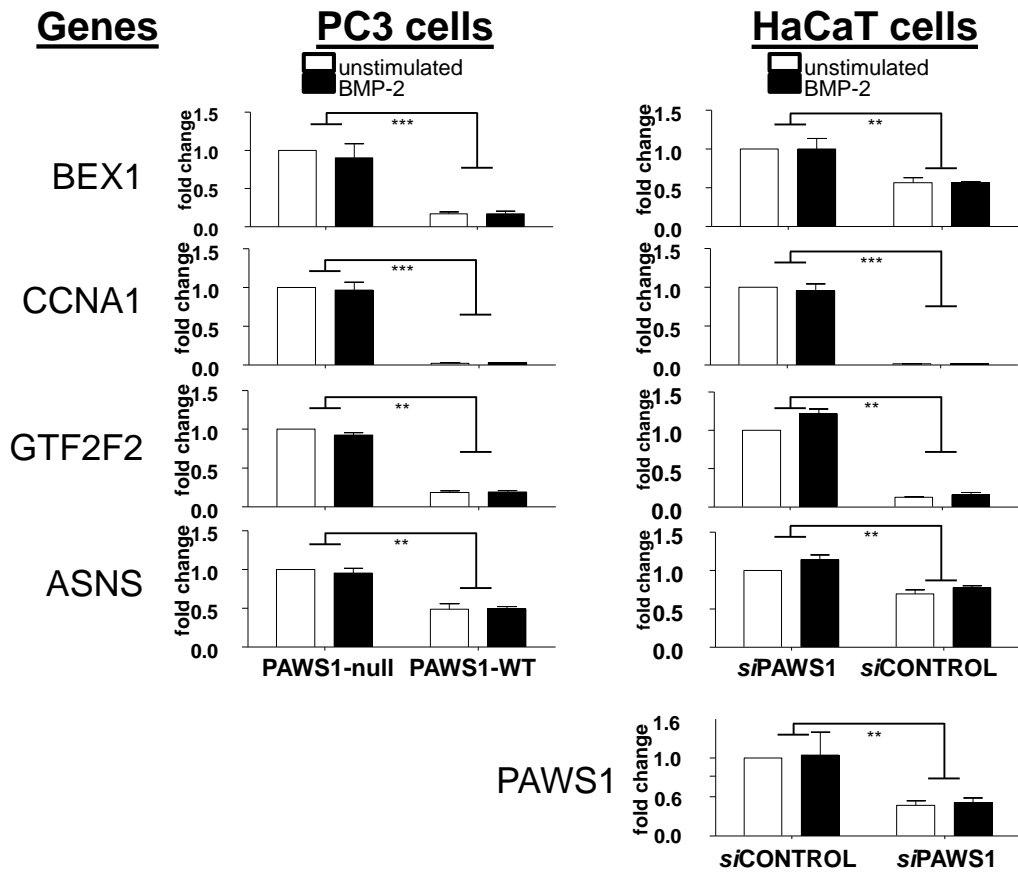 Genes PC3 cells HaCaT cells
unstimulated
BMP-2
unstimulated
BMP-2
BEX1
fold change
1.5
1.0
0.5
0.0
***
fold change
1.5
1.0
0.5
0.0
**
CCNA1
fold change
1.5
1.0
0.5
0.0
***
fold change
1.5
1.0
0.5
0.0
***
GTF2F2
fold change
1.5
1.0
0.5
0.0
**
fold change
1.5
1.0
0.5
0.0
**
ASNS
fold change
1.5
1.0
0.5
0.0
**
fold change
1.5
1.0
0.5
0.0
**
PAWS1-null PAWS1-WT
siPAWS1 siCONTROL
PAWS1
fold change
1.6
1.0
0.6
0.0
**
siCONTROL siPAWS1